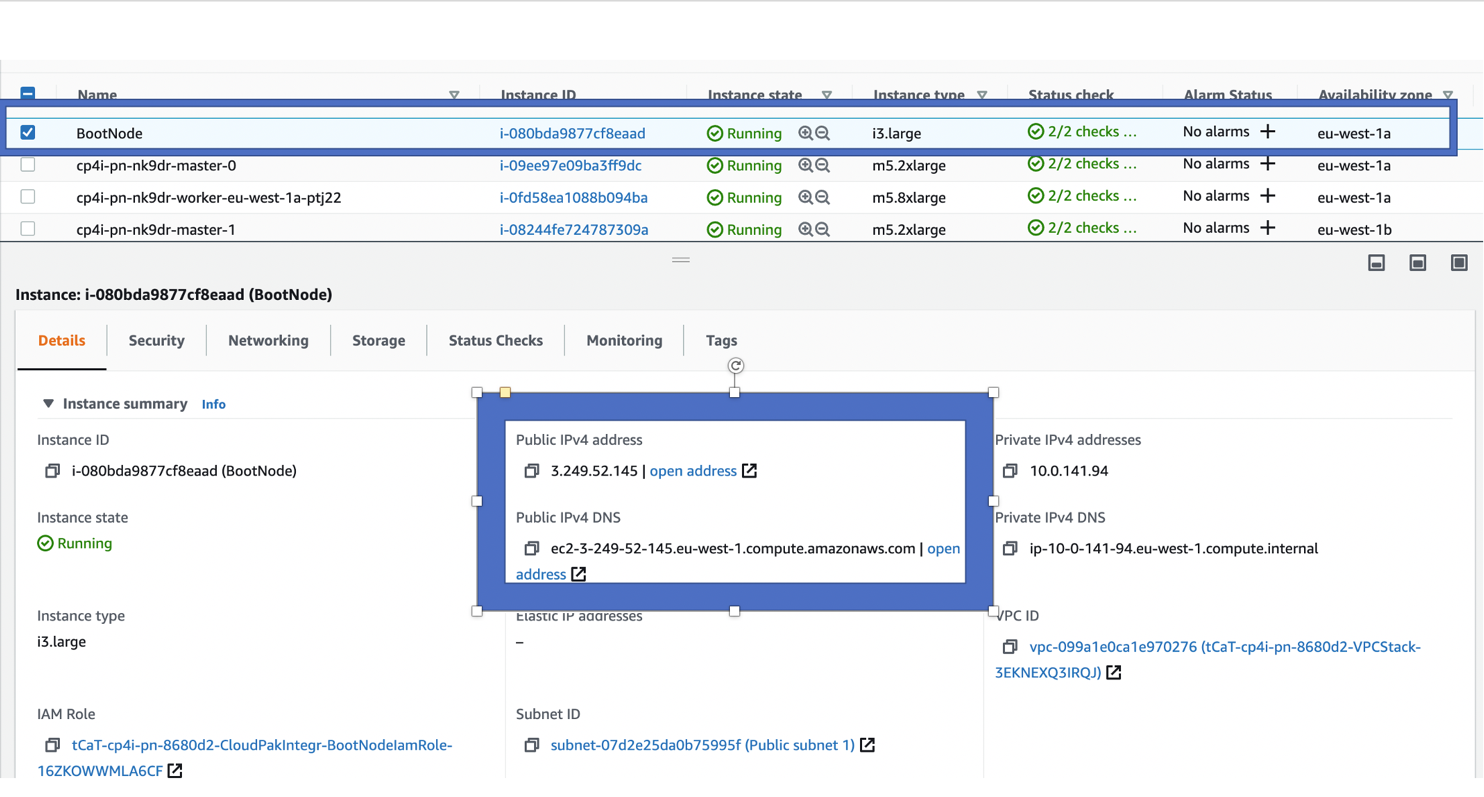 Name Instance ID Instance state Instance type Status check Alarm Status Availability zone
BootNode i-080bda9877cf8eaad Running i3.large 2/2 checks ... No alarms + eu-west-1a
cp4i-pn-nk9dr-master-0 i-09ee97e09ba3ff9dc Running m5.2xlarge 2/2 checks ... No alarms + eu-west-1a
cp4i-pn-nk9dr-worker-eu-west-1a-ptj22 i-0fd58ea1088b094ba Running m5.8xlarge 2/2 checks ... No alarms + eu-west-1a
cp4i-pn-nk9dr-master-1 i-08244fe724787309a Running m5.2xlarge 2/2 checks ... No alarms + eu-west-1b
Instance: i-080bda9877cf8eaad (BootNode)
Details Security Networking Storage Status Checks Monitoring Tags
Instance summary Info
Instance ID
i-080bda9877cf8eaad (BootNode)
Public IPv4 address
3.249.52.145 | open address
Private IPv4 addresses
10.0.141.94
Instance state
Running
Public IPv4 DNS
ec2-3-249-52-145.eu-west-1.compute.amazonaws.com | open
address
Private IPv4 DNS
ip-10-0-141-94.eu-west-1.compute.internal
Instance type
i3.large
Elastic IP addresses
–
VPC ID
vpc-099a1e0ca1e970276 (tCaT-cp4i-pn-8680d2-VPCStack-
3EKNEXQ3IRQJ)
IAM Role
tCaT-cp4i-pn-8680d2-CloudPakIntegr-BootNodeIamRole-
16ZKOWWMLA6CF
Subnet ID
subnet-07d2e25da0b75995f (Public subnet 1)